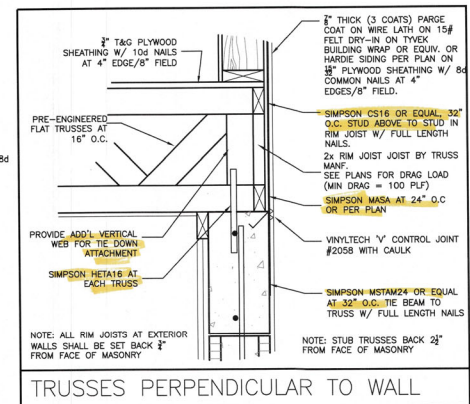 3/4" T&G PLYWOOD
SHEATHING W/ 10d NAILS
AT 4" EDGE/8" FIELD
PRE-ENGINEERED
FLAT TRUSSES AT
16" O.C.
8d
PROVIDE ADD'L VERTICAL
WEB FOR TIE DOWN
ATTACHMENT
SIMPSON HETA16 AT
EACH TRUSS
NOTE: ALL RIM JOISTS AT EXTERIOR
WALLS SHALL BE SET BACK 3/4"
FROM FACE OF MASONRY
7/8" THICK (3 COATS) PARGE
COAT ON WIRE LATH ON 15#
FELT DRY-IN ON TYVEK
BUILDING WRAP OR EQUIV. OR
HARDIE SIDING PER PLAN ON
15/32" PLYWOOD SHEATHING W/ 8d
COMMON NAILS AT 4"
EDGES/8" FIELD.
SIMPSON CS16 OR EQUAL, 32"
O.C. STUD ABOVE TO STUD IN
RIM JOIST W/ FULL LENGTH
NAILS.
2x RIM JOIST JOIST BY TRUSS
MANF.
SEE PLANS FOR DRAG LOAD
(MIN DRAG = 100 PLF)
SIMPSON MASA AT 24" O.C
OR PER PLAN
VINYLTECH 'V' CONTROL JOINT
#2058 WITH CAULK
SIMPSON MSTAM24 OR EQUAL
AT 32" O.C. TIE BEAM TO
TRUSS W/ FULL LENGTH NAILS
NOTE: STUB TRUSSES BACK 2 1/2"
FROM FACE OF MASONRY
TRUSSES PERPENDICULAR TO WALL